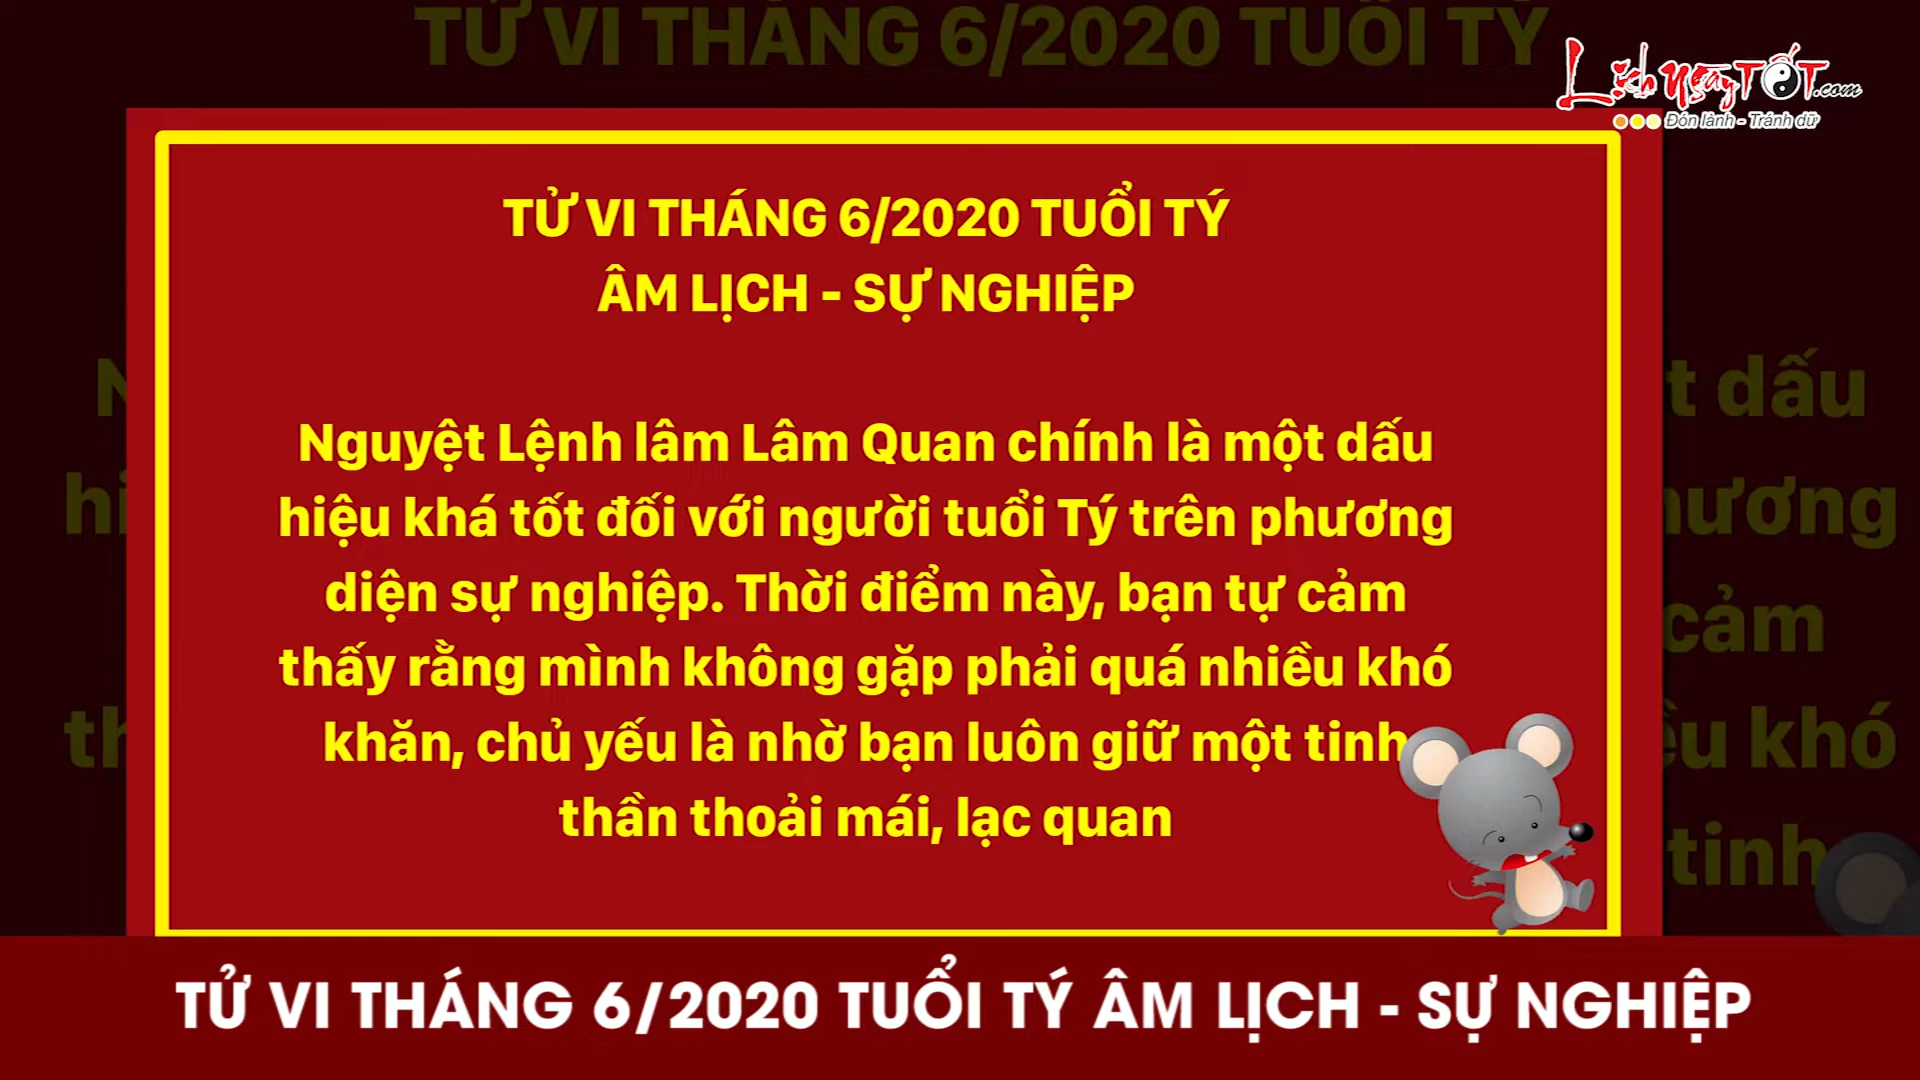 TỬ VI THÁNG 6/2020 TUỔI TÝ
LịchngàyTỐT.com
Đón lành - Tránh dữ
TỬ VI THÁNG 6/2020 TUỔI TÝ
ÂM LỊCH - SỰ NGHIỆP
Nguyệt Lệnh lâm Lâm Quan chính là một dấu
hiệu khá tốt đối với người tuổi Tý trên phương
diện sự nghiệp. Thời điểm này, bạn tự cảm
thấy rằng mình không gặp phải quá nhiều khó
khăn, chủ yếu là nhờ bạn luôn giữ một tinh
thần thoải mái, lạc quan
TỬ VI THÁNG 6/2020 TUỔI TÝ ÂM LỊCH - SỰ NGHIỆP